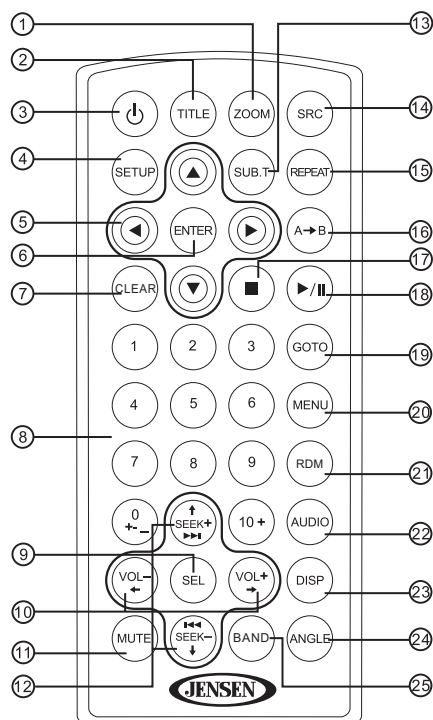 1
13
2
3
TITLE
ZOOM
SRC
14
4
SETUP
SUB.T
REPEAT
15
5
ENTER
A→B
16
6
17
7
CLEAR
▶/II
18
1
2
3
GOTO
19
4
5
6
MENU
20
8
7
8
9
RDM
21
0
+-_
SEEK+
10+
AUDIO
22
9
VOL-
SEL
VOL+
DISP
23
10
11
MUTE
SEEK-
BAND
ANGLE
24
12
JENSEN
25